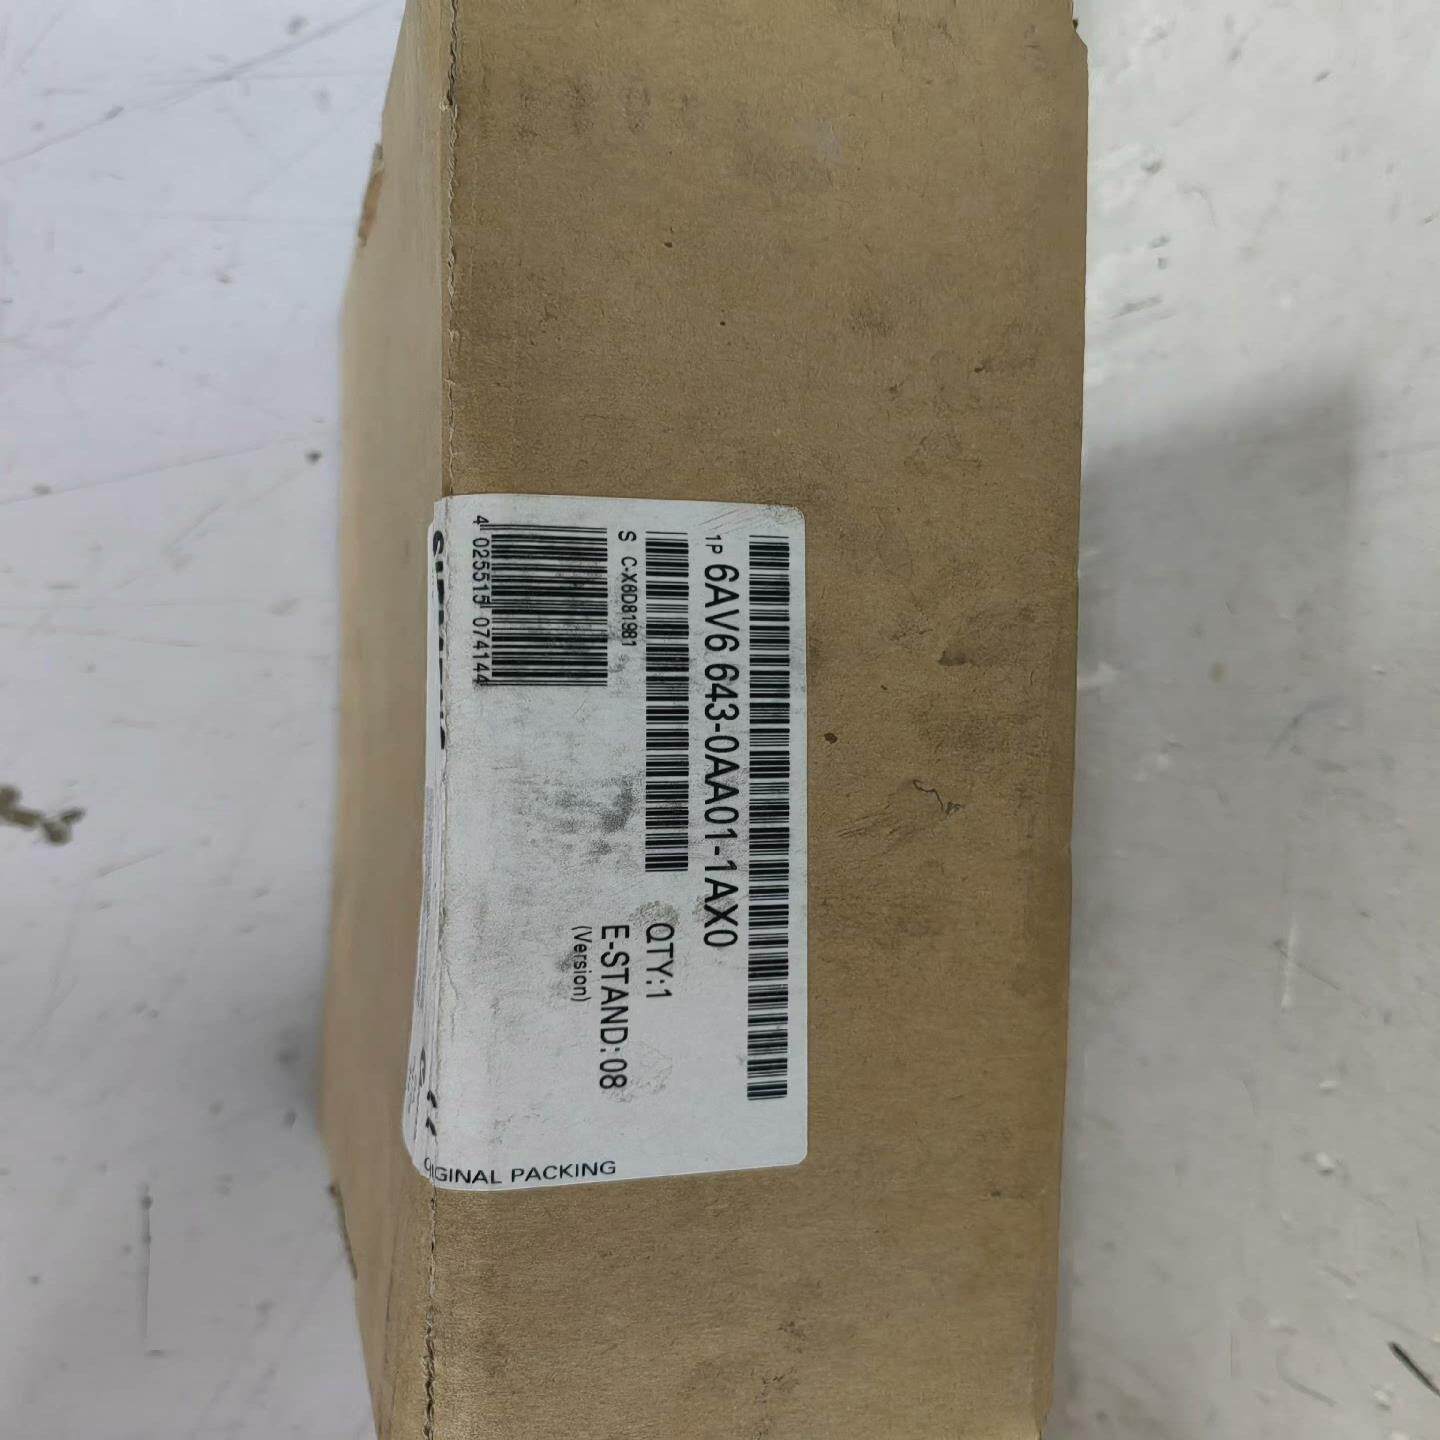 1P 6AV6 643-0AA01-1AX0
S C-X6D81981
QTY:1
E-STAND:08
(Version)
4 025515 074144
ORIGINAL PACKING